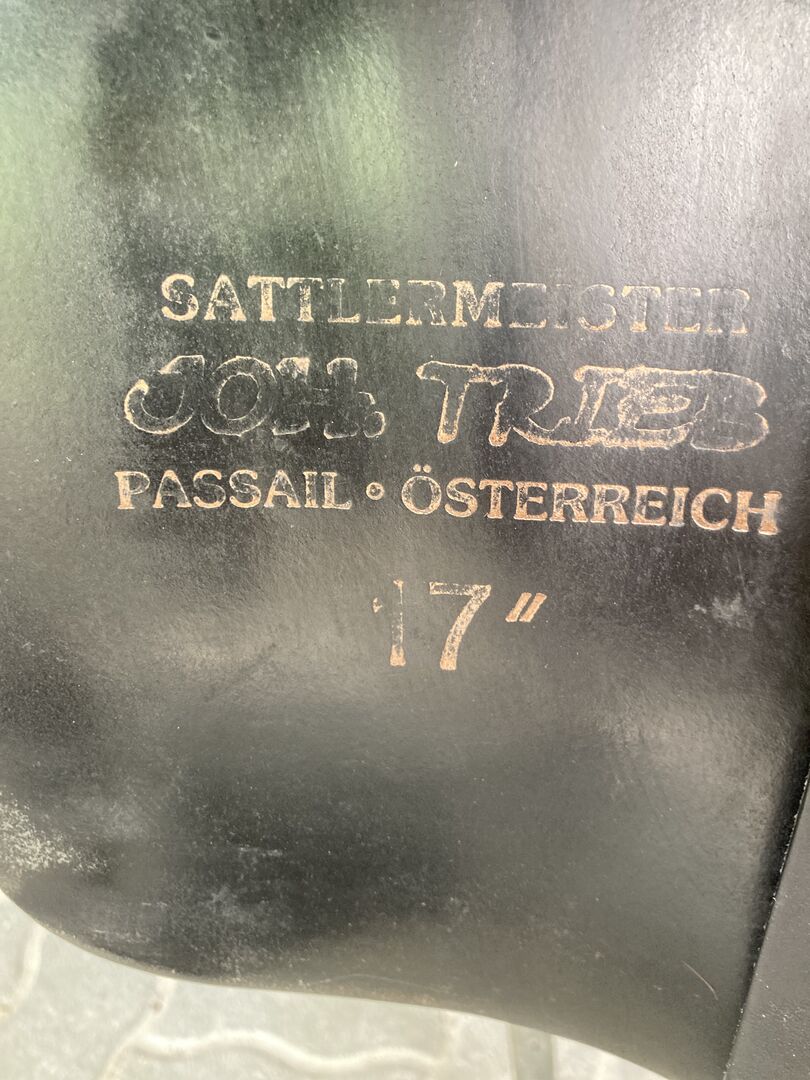 SATTLERMEISTER
JOH. TRIEB
PASSAIL • ÖSTERREICH
17"